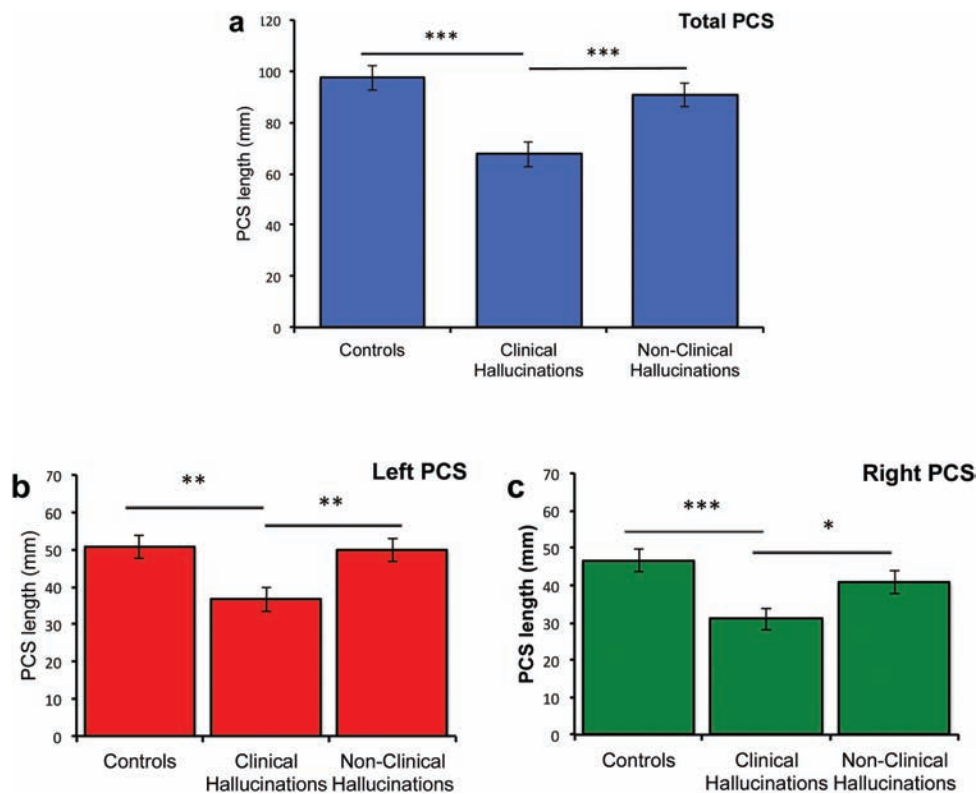 a
Total PCS
***
***
PCS length (mm)
120
100
80
60
40
20
0
Controls
Clinical
Hallucinations
Non-Clinical
Hallucinations
b
Left PCS
**
**
PCS length (mm)
70
60
50
40
30
20
10
0
Controls
Clinical
Hallucinations
Non-Clinical
Hallucinations
c
Right PCS
***
*
PCS length (mm)
70
60
50
40
30
20
10
0
Controls
Clinical
Hallucinations
Non-Clinical
Hallucinations